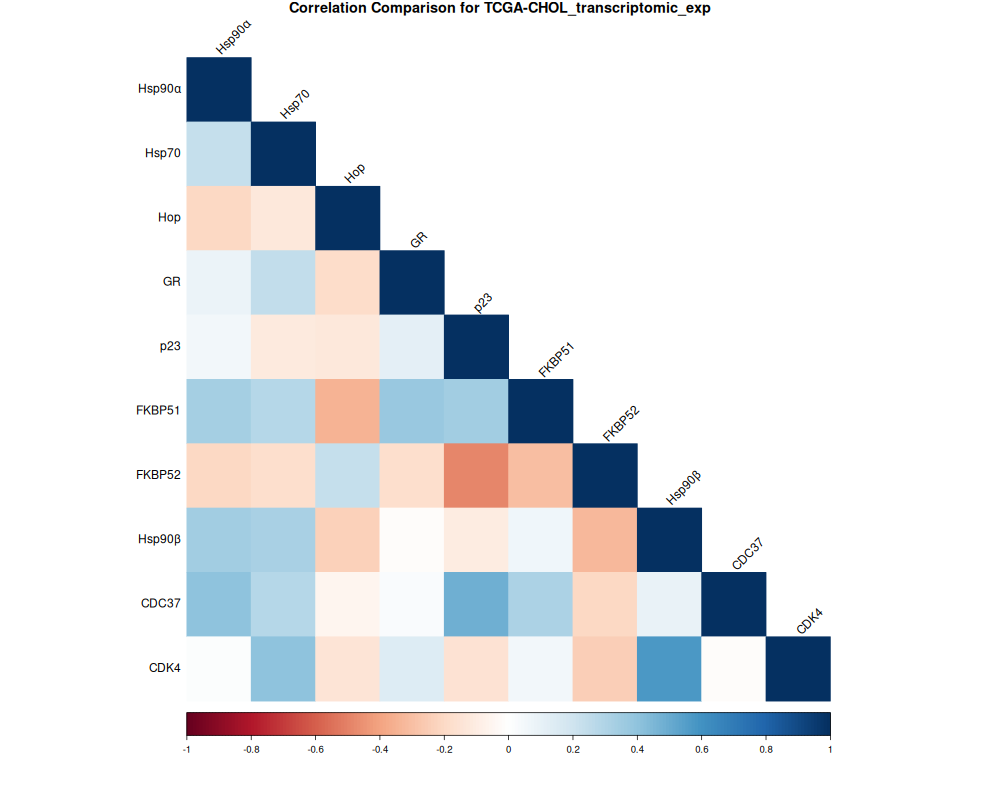 Correlation Comparison for TCGA-CHOL_transcriptomic_exp
Hsp90α
Hsp90α
Hsp70
Hsp70
Hop
Hop
GR
GR
p23
p23
FKBP51
FKBP51
FKBP52
FKBP52
Hsp90β
Hsp90β
CDC37
CDC37
CDK4
CDK4
-1 -0.8 -0.6 -0.4 -0.2 0 0.2 0.4 0.6 0.8 1